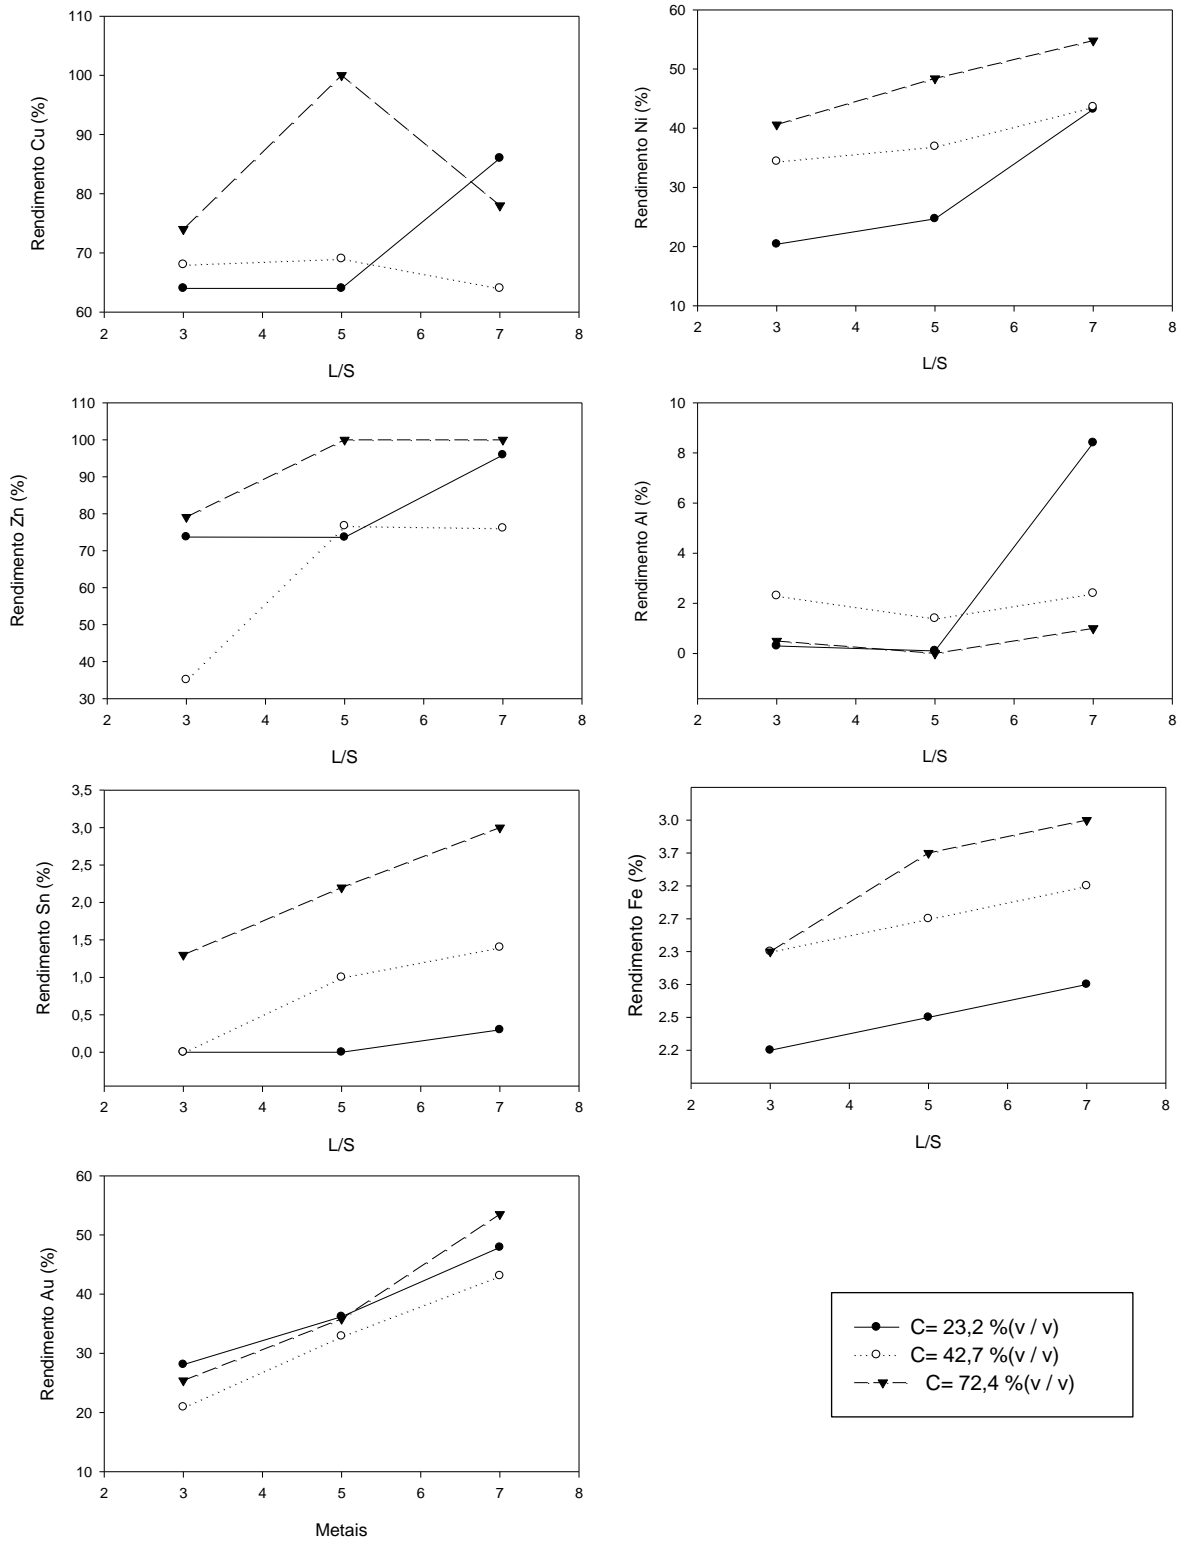 Rendimento Cu (%)
110
100
90
80
70
60
2 3 4 5 6 7 8
L/S
Rendimento Ni (%)
60
50
40
30
20
10
2 3 4 5 6 7 8
L/S
Rendimento Zn (%)
110
100
90
80
70
60
50
40
30
2 3 4 5 6 7 8
L/S
Rendimento Al (%)
10
8
6
4
2
0
2 3 4 5 6 7 8
L/S
Rendimento Sn (%)
3,5
3,0
2,5
2,0
1,5
1,0
0,5
0,0
2 3 4 5 6 7 8
L/S
Rendimento Fe (%)
3.0
3.7
3.2
2.7
2.3
3.6
2.5
2.2
2 3 4 5 6 7 8
L/S
Rendimento Au (%)
60
50
40
30
20
10
2 3 4 5 6 7 8
Metais
C= 23,2 %(v / v)
C= 42,7 %(v / v)
C= 72,4 %(v / v)